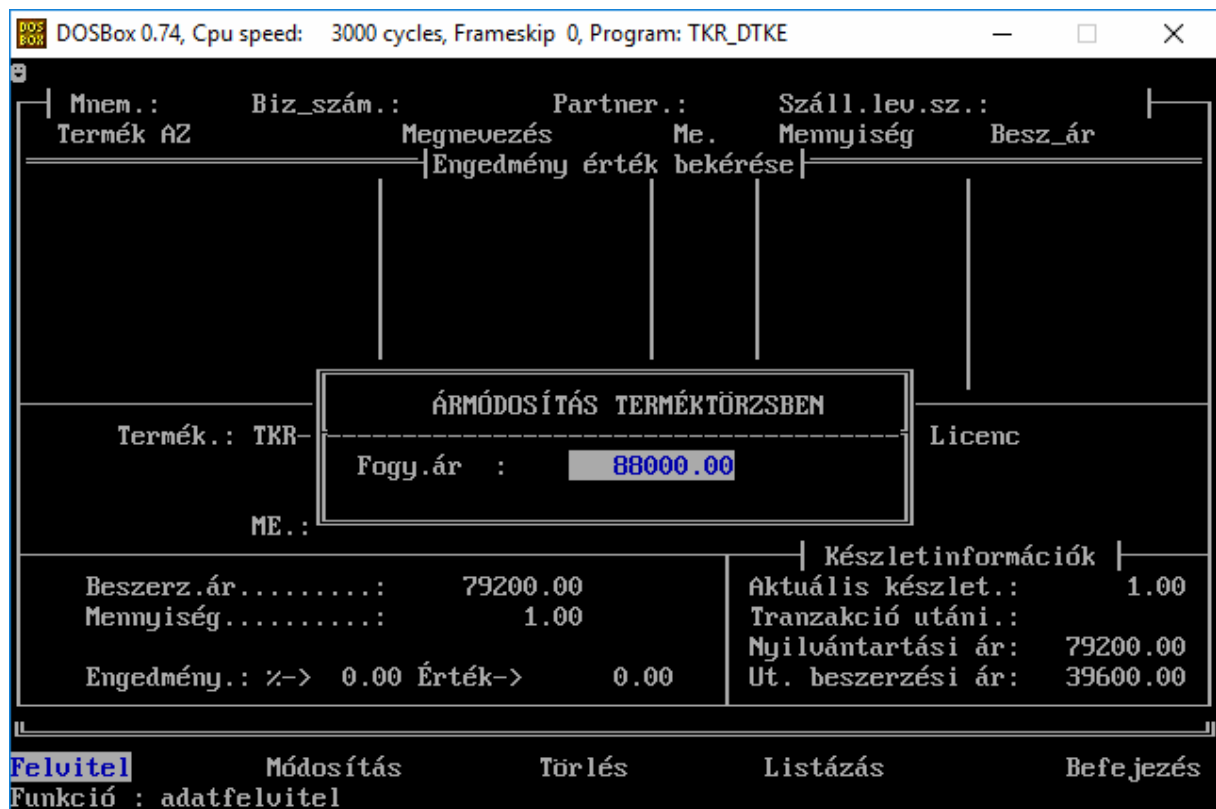 DOSBox 0.74, Cpu speed: 3000 cycles, Frameskip 0, Program: TKR_DTKE
Mnem.: Biz_szám.: Partner.: Száll.lev.sz.:
Termék AZ Megnevezés Me. Mennyiség Besz_ár
Engedmény érték bekérése
ÁRMÓDOSÍTÁS TERMÉKTÖRZSBEN
Termék.: TKR- Licenc
Fogy.ár : 88000.00
ME.:
Készletinformációk
Beszerz.ár.........: 79200.00 Aktuális készlet.: 1.00
Mennyiség..........: 1.00 Tranzakció utáni.:
Nyilvántartási ár: 79200.00
Engedmény.: %-> 0.00 Érték-> 0.00 Ut. beszerzési ár: 39600.00
Felvitel Módosítás Törlés Listázás Befejezés
Funkció : adatfelvitel